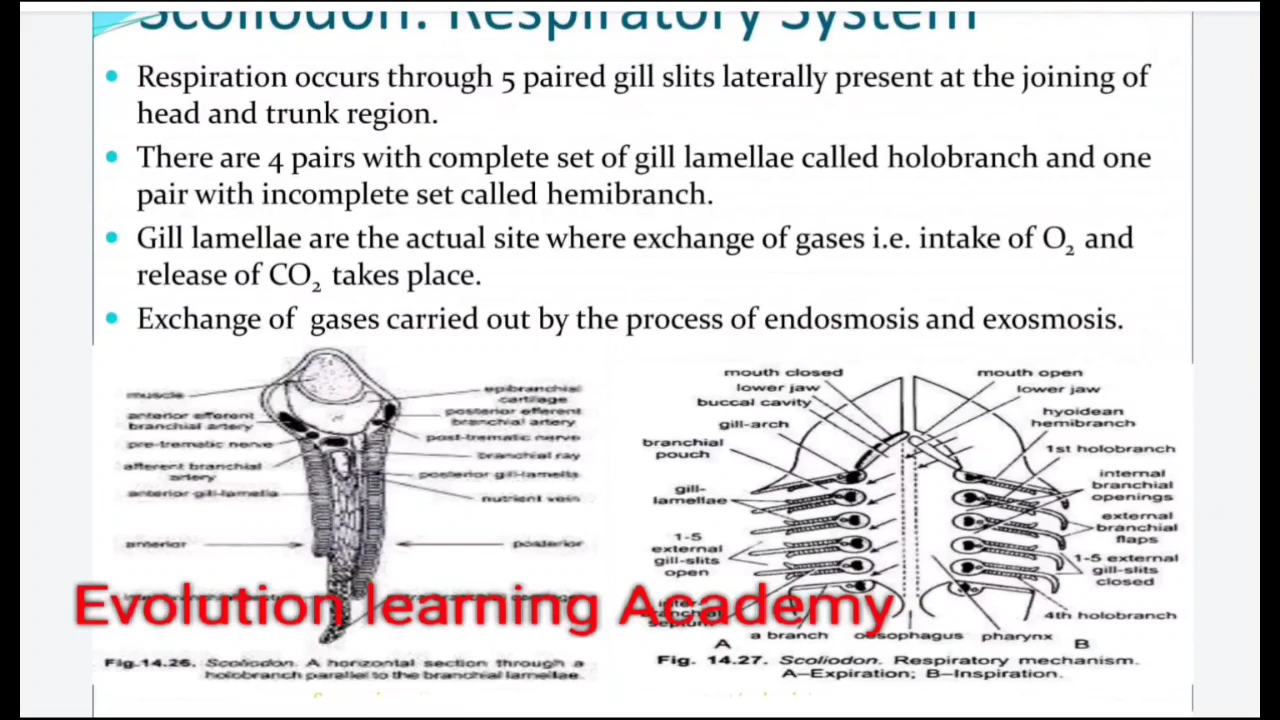 Scoliodon: Respiratory System
• Respiration occurs through 5 paired gill slits laterally present at the joining of
head and trunk region.
• There are 4 pairs with complete set of gill lamellae called holobranch and one
pair with incomplete set called hemibranch.
• Gill lamellae are the actual site where exchange of gases i.e. intake of O₂ and
release of CO₂ takes place.
• Exchange of gases carried out by the process of endosmosis and exosmosis.
muscle
anterior efferent
branchial artery
pre-trematic nerve
afferent branchial
artery
anterior gill-lamella
anterior
epibranchial
cartilage
posterior efferent
branchial artery
post-trematic nerve
branchial ray
posterior gill-lamella
nutrient vein
posterior
Fig.14.26. Scoliodon. A horizontal section through a
holobranch parallel to the branchial lamellae.
mouth closed
lower jaw
buccal cavity
gill-arch
branchial
pouch
gill-
lamellae
1-5
external
gill-slits
open
mouth open
lower jaw
hyoidean
hemibranch
1st holobranch
internal
branchial
openings
external
branchial
flaps
1-5 external
gill-slits
closed
4th holobranch
A
a branch
oesophagus
pharynx
B
Fig. 14.27. Scoliodon. Respiratory mechanism.
A—Expiration; B—Inspiration.
Evolution learning Academy